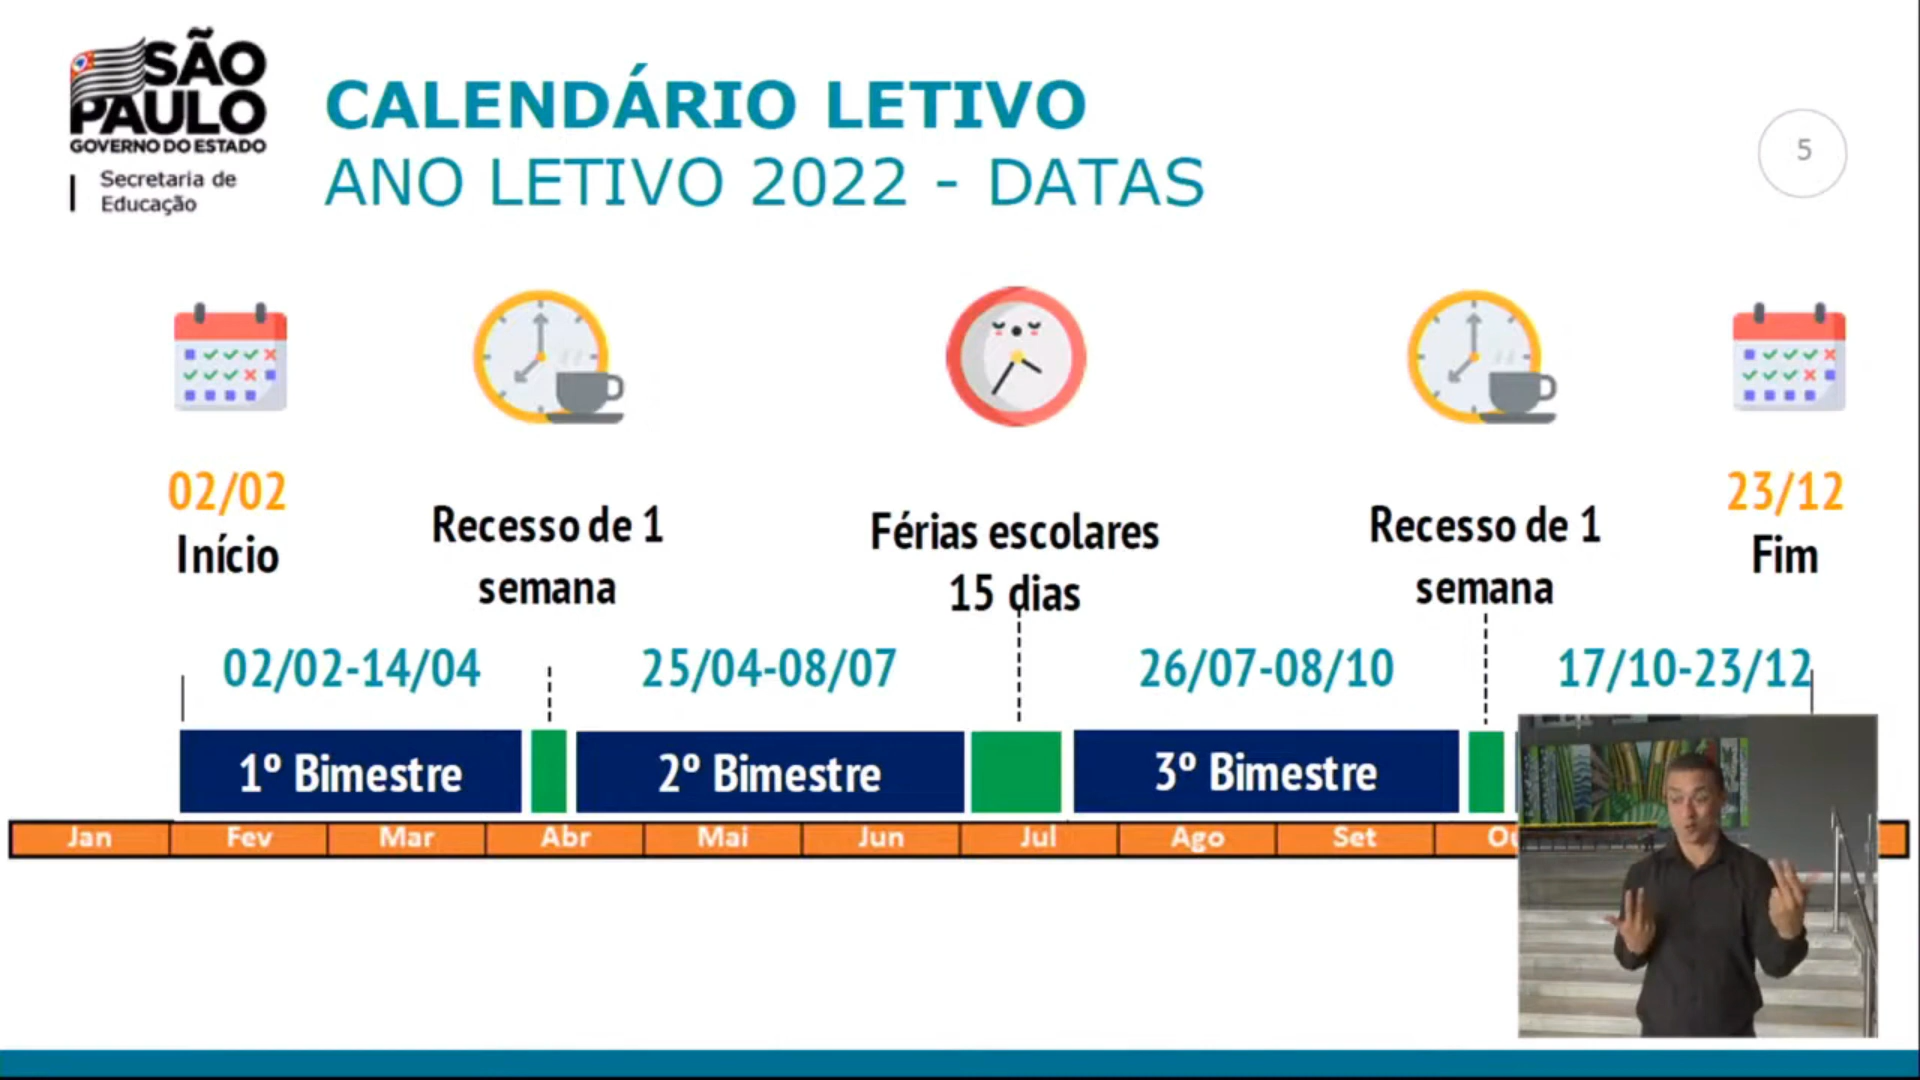 SÃO
PAULO
GOVERNO DO ESTADO
Secretaria de
Educação
CALENDÁRIO LETIVO
ANO LETIVO 2022 - DATAS
5
02/02
Início
Recesso de 1
semana
Férias escolares
15 dias
Recesso de 1
semana
23/12
Fim
02/02-14/04
25/04-08/07
26/07-08/10
17/10-23/12
1º Bimestre
2º Bimestre
3º Bimestre
Jan
Fev
Mar
Abr
Mai
Jun
Jul
Ago
Set